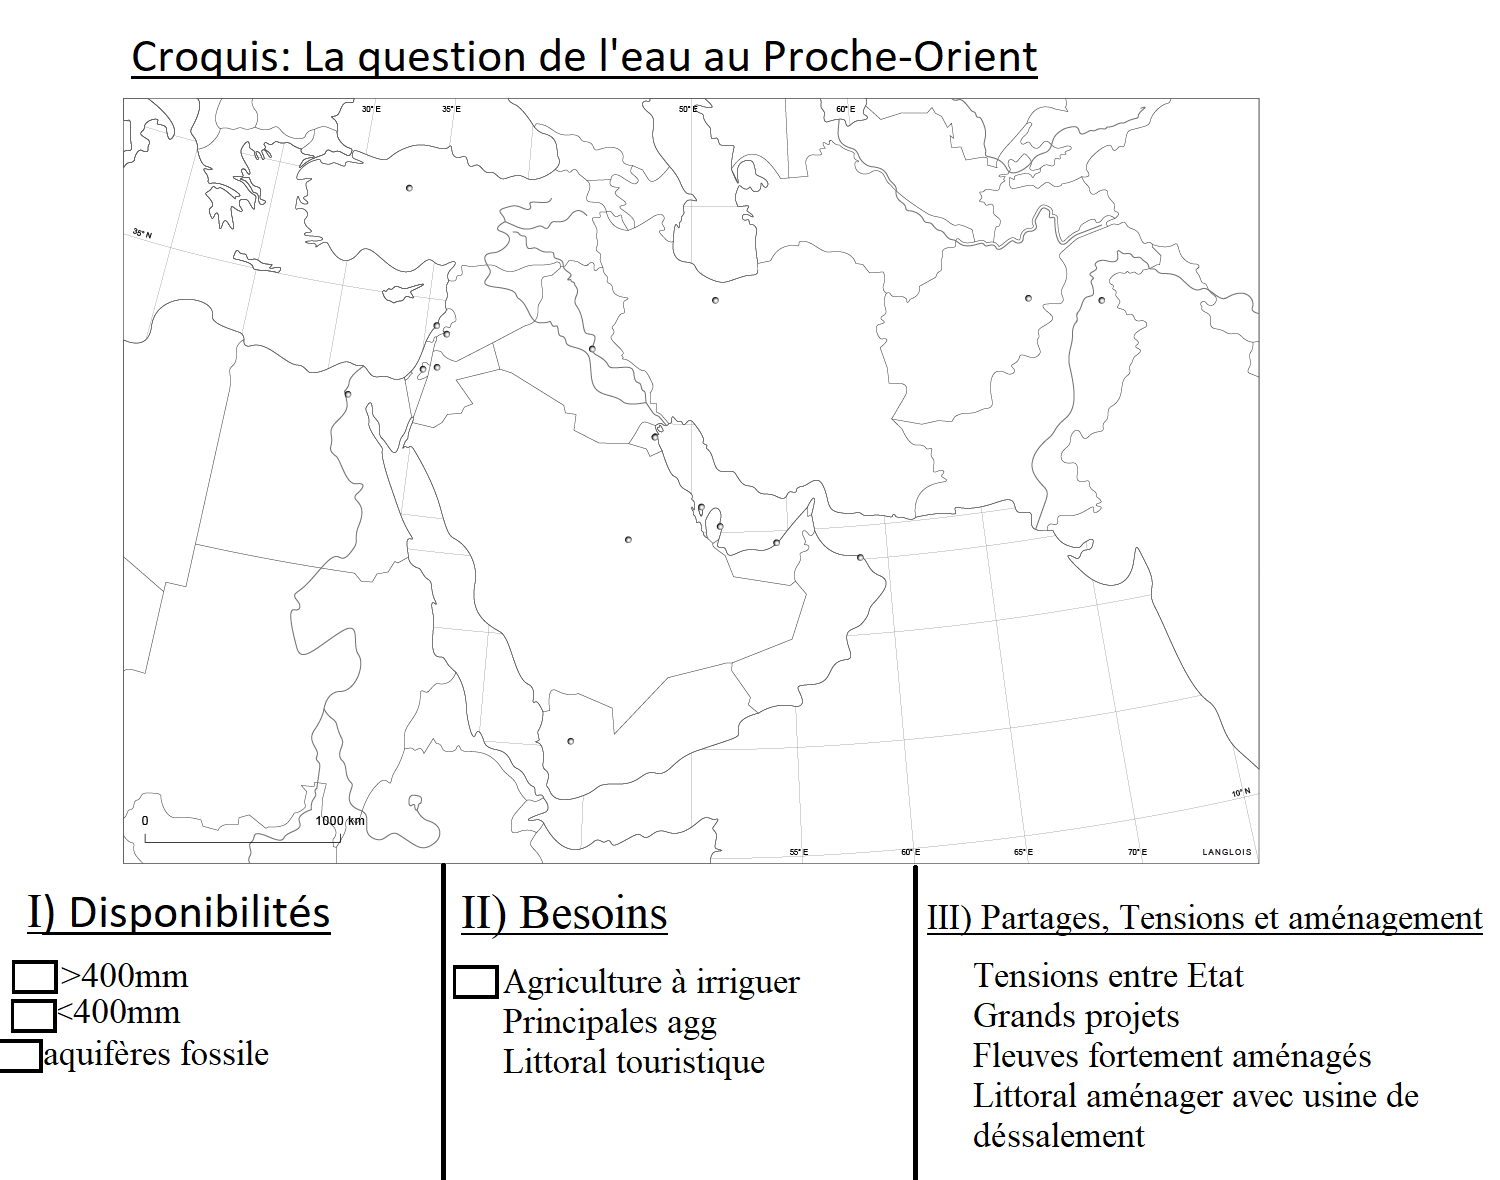 Croquis: La question de l'eau au Proche-Orient
30° E 35° E 50° E 60° E
35° N
10° N
0 1000 km
55° E 60° E 65° E 70° E LANGLOIS
I) Disponibilités
>400mm
<400mm
aquifères fossile
II) Besoins
Agriculture à irriguer
Principales agg
Littoral touristique
III) Partages, Tensions et aménagement
Tensions entre Etat
Grands projets
Fleuves fortement aménagés
Littoral aménager avec usine de
déssalement